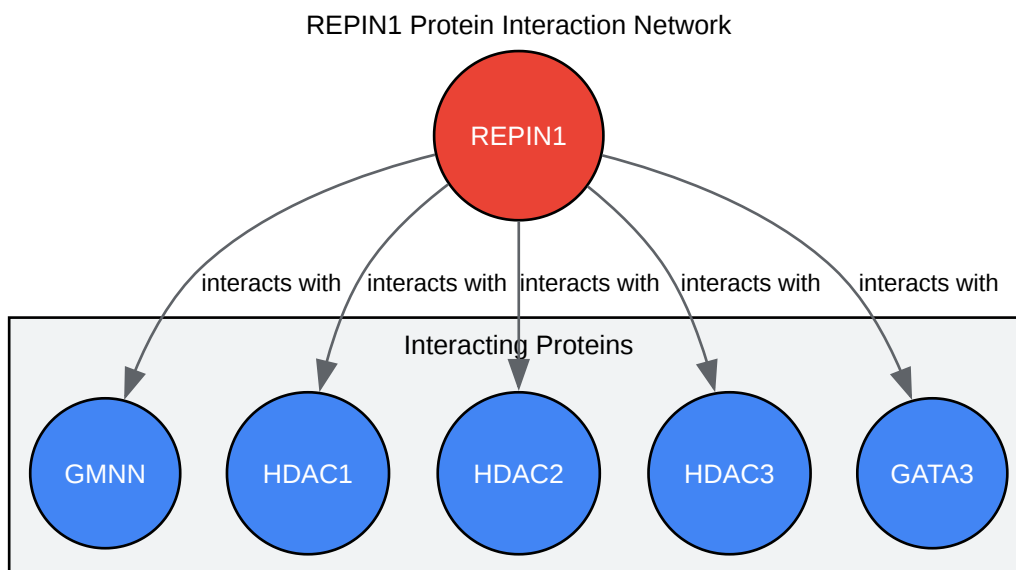 REPIN1 Protein Interaction Network
REPIN1
interacts with interacts with interacts with interacts with interacts with
Interacting Proteins
GMNN HDAC1 HDAC2 HDAC3 GATA3